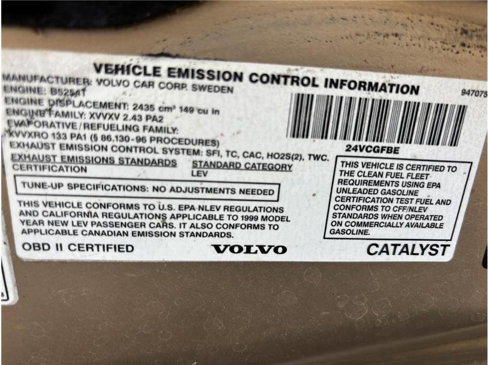 VEHICLE EMISSION CONTROL INFORMATION
MANUFACTURER: VOLVO CAR CORP. SWEDEN
947075
ENGINE: B5254T
ENGINE DISPLACEMENT: 2435 cm³ 149 cu in
ENGINE FAMILY: XVVXV 2.43 PA2
EVAPORATIVE / REFUELING FAMILY:
XVVXRO 133 PA1 (§ 86.130-96 PROCEDURES)
EXHAUST EMISSION CONTROL SYSTEM: SFI, TC, CAC, HO2S(2), TWC.
24VCGFBE
EXHAUST EMISSIONS STANDARDS STANDARD CATEGORY
CERTIFICATION LEV
TUNE-UP SPECIFICATIONS: NO ADJUSTMENTS NEEDED
THIS VEHICLE CONFORMS TO U.S. EPA NLEV REGULATIONS
AND CALIFORNIA REGULATIONS APPLICABLE TO 1999 MODEL
YEAR NEW LEV PASSENGER CARS. IT ALSO CONFORMS TO
APPLICABLE CANADIAN EMISSION STANDARDS.
THIS VEHICLE IS CERTIFIED TO
THE CLEAN FUEL FLEET
REQUIREMENTS USING EPA
UNLEADED GASOLINE
CERTIFICATION TEST FUEL AND
CONFORMS TO CFF/NLEV
STANDARDS WHEN OPERATED
ON COMMERCIALLY AVAILABLE
GASOLINE.
OBD II CERTIFIED
VOLVO
CATALYST